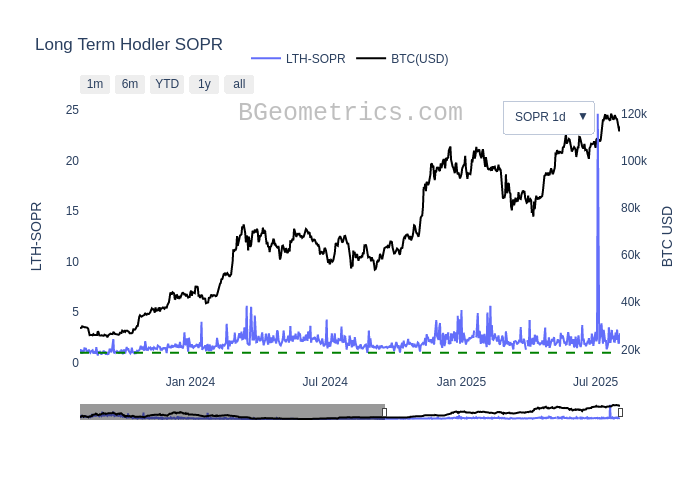 Long Term Hodler SOPR
LTH-SOPR BTC(USD)
1m 6m YTD 1y all
BGeometrics.com
SOPR 1d ▼
25
20
15
10
5
0
LTH-SOPR
120k
100k
80k
60k
40k
20k
BTC USD
Jan 2024 Jul 2024 Jan 2025 Jul 2025